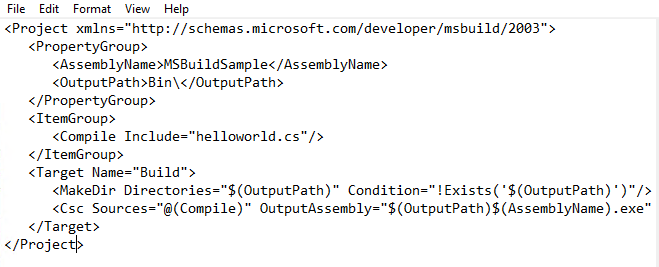 File Edit Format View Help
<Project xmlns="http://schemas.microsoft.com/developer/msbuild/2003">
<PropertyGroup>
<AssemblyName>MSBuildSample</AssemblyName>
<OutputPath>Bin\</OutputPath>
</PropertyGroup>
<ItemGroup>
<Compile Include="helloworld.cs"/>
</ItemGroup>
<Target Name="Build">
<MakeDir Directories="$(OutputPath)" Condition="!Exists('$(OutputPath)')"/>
<Csc Sources="@(Compile)" OutputAssembly="$(OutputPath)$(AssemblyName).exe"
</Target>
</Project>